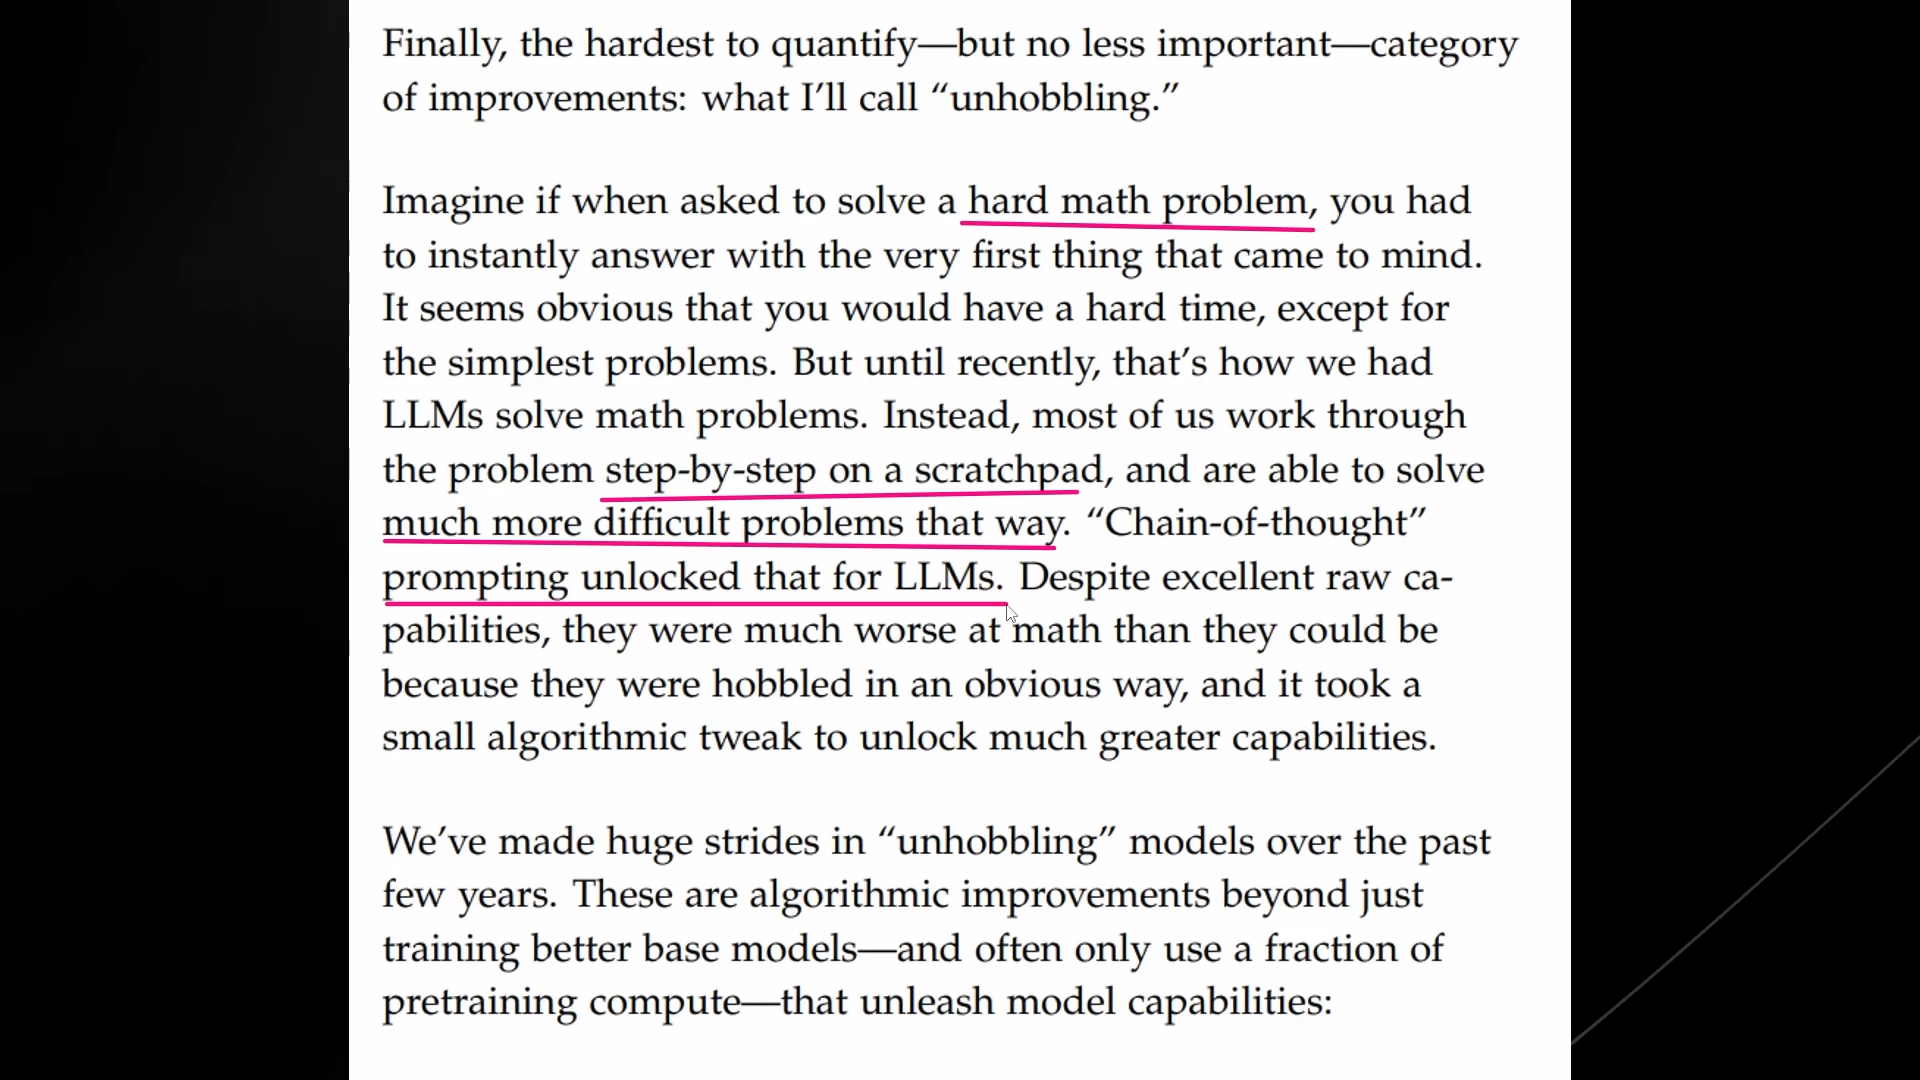 Finally, the hardest to quantify—but no less important—category
of improvements: what I’ll call “unhobbling.”
Imagine if when asked to solve a hard math problem, you had
to instantly answer with the very first thing that came to mind.
It seems obvious that you would have a hard time, except for
the simplest problems. But until recently, that’s how we had
LLMs solve math problems. Instead, most of us work through
the problem step-by-step on a scratchpad, and are able to solve
much more difficult problems that way. “Chain-of-thought”
prompting unlocked that for LLMs. Despite excellent raw ca-
pabilities, they were much worse at math than they could be
because they were hobbled in an obvious way, and it took a
small algorithmic tweak to unlock much greater capabilities.
We’ve made huge strides in “unhobbling” models over the past
few years. These are algorithmic improvements beyond just
training better base models—and often only use a fraction of
pretraining compute—that unleash model capabilities: